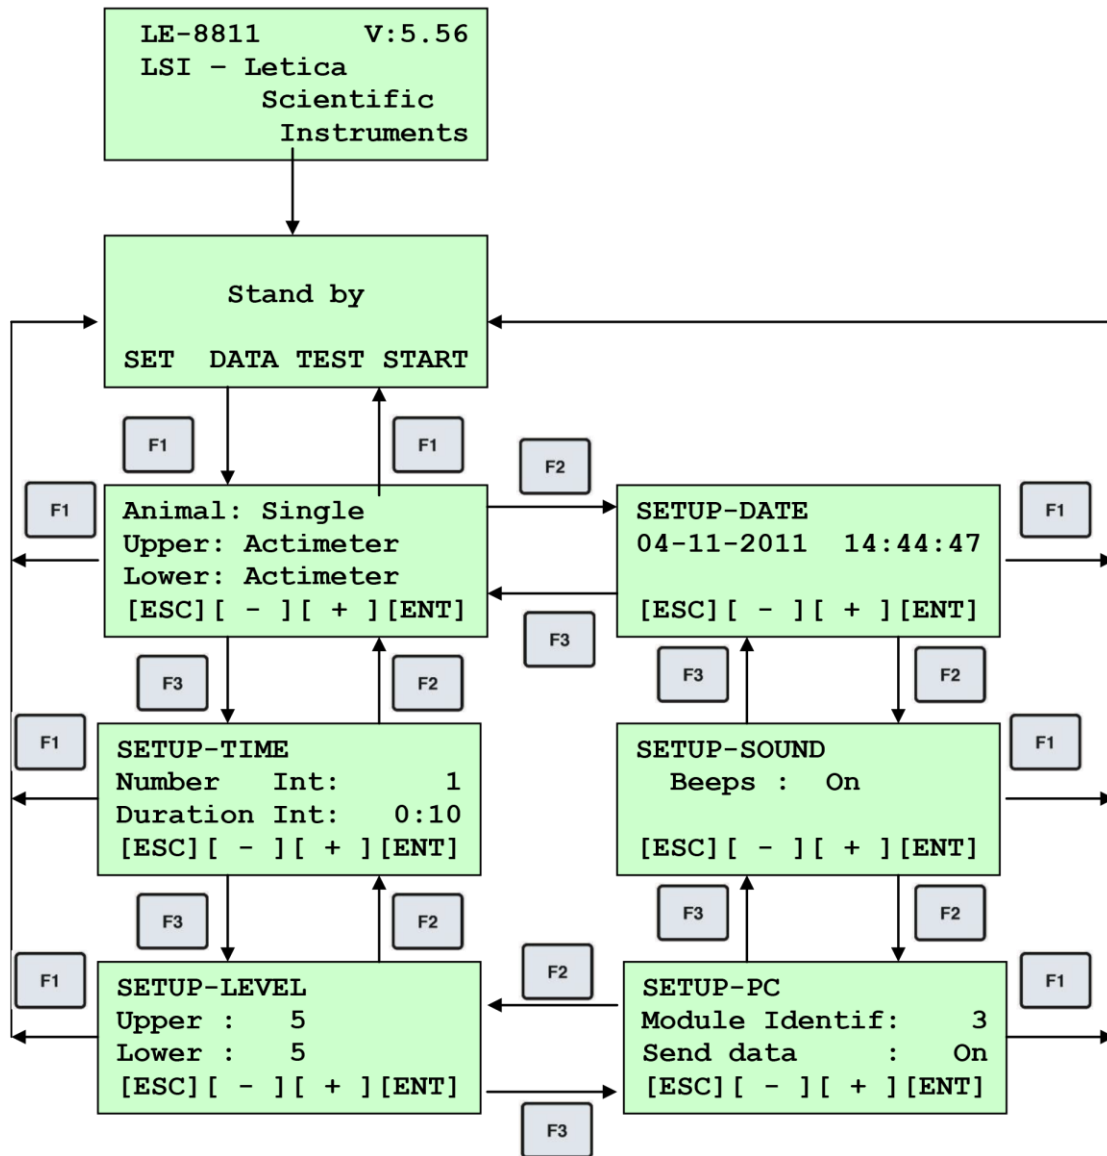 LE-8811 V:5.56
LSI – Letica
Scientific
Instruments
Stand by
SET DATA TEST START
F1
F1
F2
F1
Animal: Single
Upper: Actimeter
Lower: Actimeter
[ESC][ - ][ + ][ENT]
SETUP-DATE
04-11-2011 14:44:47
[ESC][ - ][ + ][ENT]
F1
F3
F3
F2
F3
F2
F1
SETUP-TIME
Number Int: 1
Duration Int: 0:10
[ESC][ - ][ + ][ENT]
SETUP-SOUND
Beeps : On
[ESC][ - ][ + ][ENT]
F1
F3
F2
F3
F2
F1
SETUP-LEVEL
Upper : 5
Lower : 5
[ESC][ - ][ + ][ENT]
F2
SETUP-PC
Module Identif: 3
Send data : On
[ESC][ - ][ + ][ENT]
F1
F3